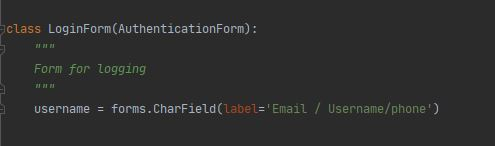 class LoginForm(AuthenticationForm):
"""
Form for logging
"""
username = forms.CharField(label='Email / Username/phone')